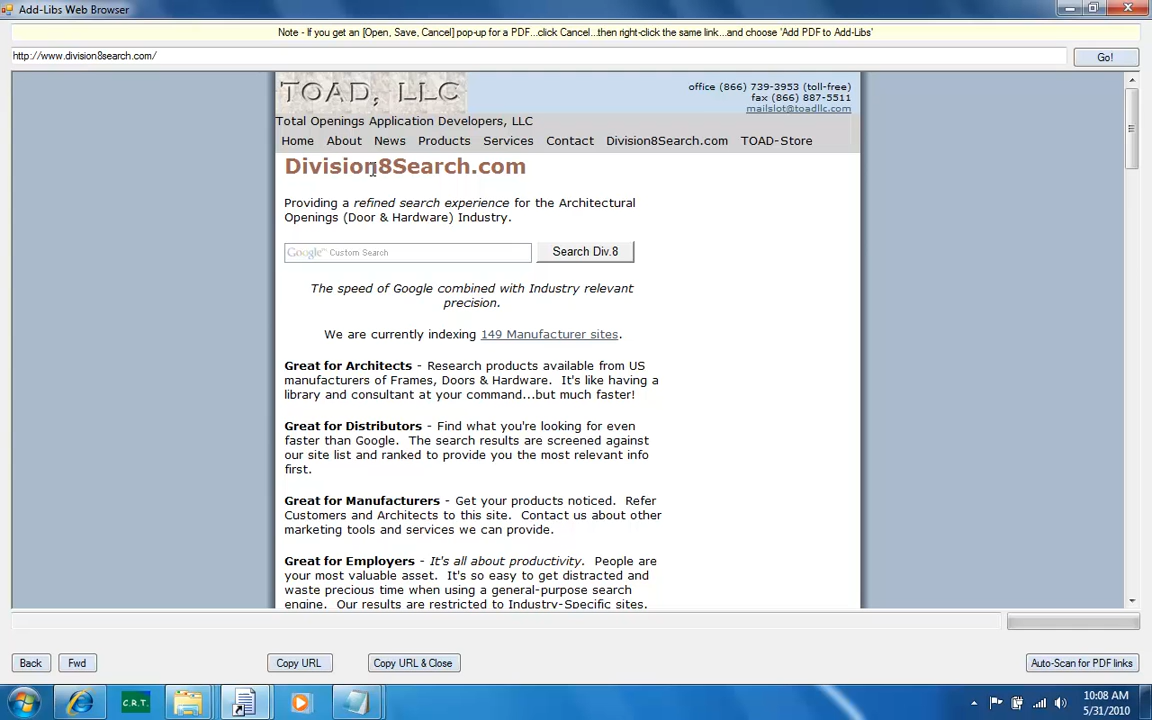 Add-Libs Web Browser
Note - If you get an [Open, Save, Cancel] pop-up for a PDF...click Cancel...then right-click the same link...and choose 'Add PDF to Add-Libs'
http://www.division8search.com/
Go!
TOAD, LLC
office (866) 739-3953 (toll-free)
fax (866) 887-5511
mailslot@toadllc.com
Total Openings Application Developers, LLC
Home About News Products Services Contact Division8Search.com TOAD-Store
Division8Search.com
Providing a refined search experience for the Architectural
Openings (Door & Hardware) Industry.
Google™ Custom Search
Search Div.8
The speed of Google combined with Industry relevant
precision.
We are currently indexing 149 Manufacturer sites.
Great for Architects - Research products available from US
manufacturers of Frames, Doors & Hardware. It's like having a
library and consultant at your command...but much faster!
Great for Distributors - Find what you're looking for even
faster than Google. The search results are screened against
our site list and ranked to provide you the most relevant info
first.
Great for Manufacturers - Get your products noticed. Refer
Customers and Architects to this site. Contact us about other
marketing tools and services we can provide.
Great for Employers - It's all about productivity. People are
your most valuable asset. It's so easy to get distracted and
waste precious time when using a general-purpose search
engine. Our results are restricted to Industry-Specific sites.
Back
Fwd
Copy URL
Copy URL & Close
Auto-Scan for PDF links
C.R.T.
10:08 AM
5/31/2010